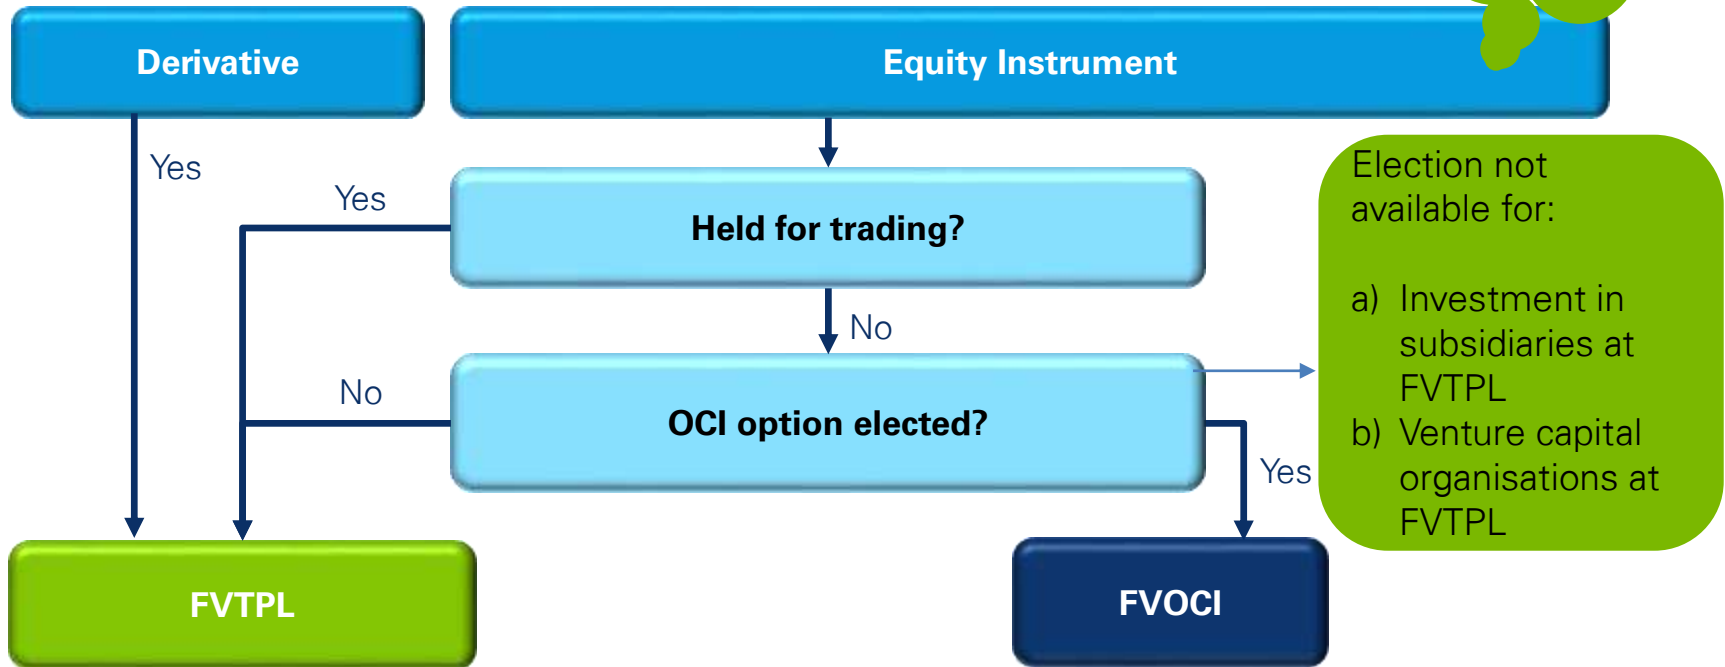 Derivative
Equity Instrument
Yes
Yes
Held for trading?
No
No
OCI option elected?
Yes
Election not
available for:
a) Investment in
subsidiaries at
FVTPL
b) Venture capital
organisations at
FVTPL
FVTPL
FVOCI